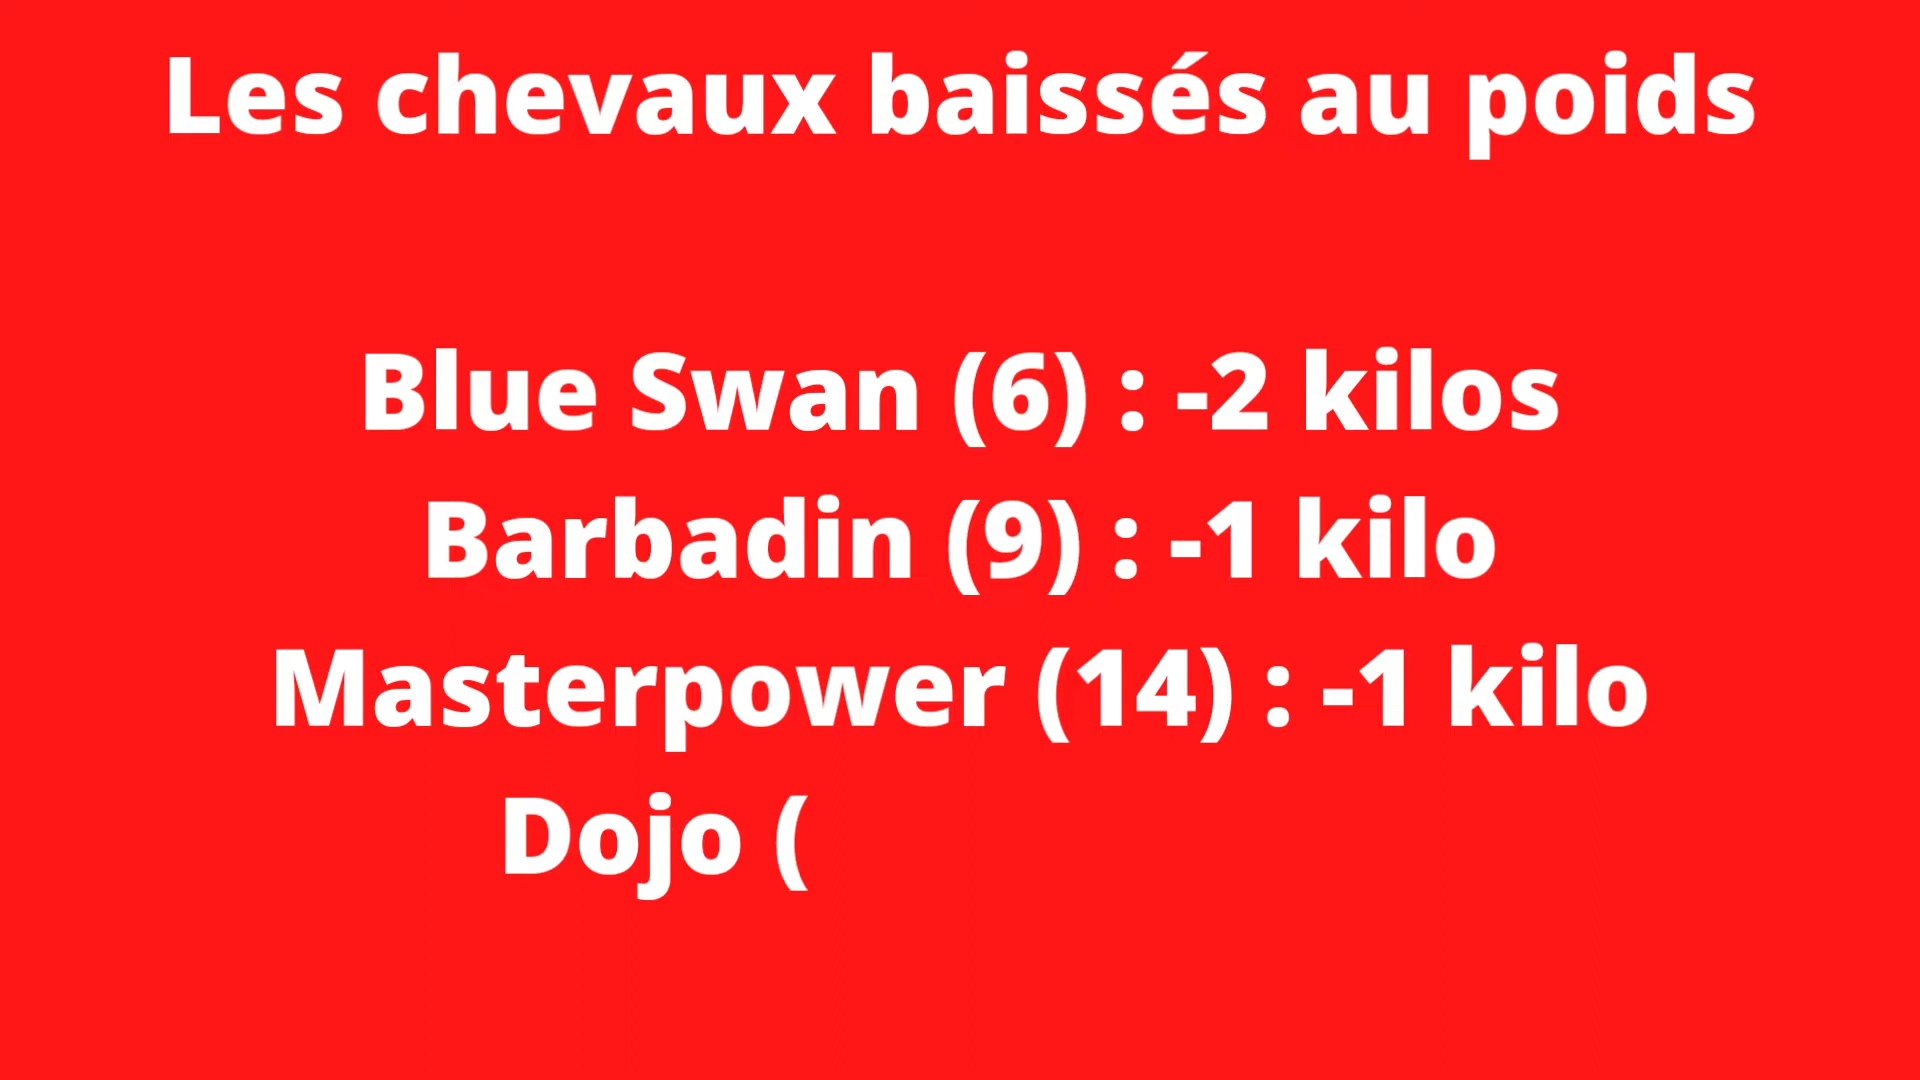 Les chevaux baissés au poids
Blue Swan (6) : -2 kilos
Barbadin (9) : -1 kilo
Masterpower (14) : -1 kilo
Dojo (